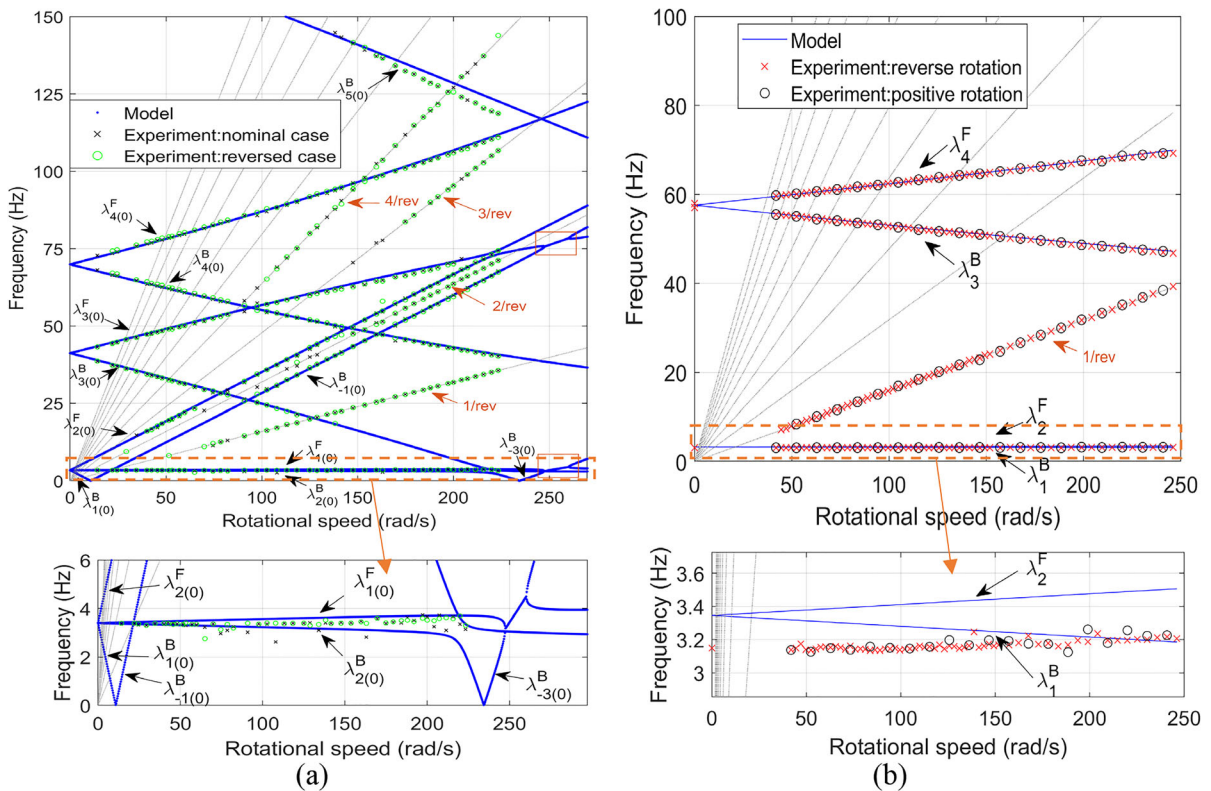 150
125
100
75
50
25
0
Frequency (Hz)
Model
Experiment:nominal case
Experiment:reversed case
λ^B_5(0)
4/rev
3/rev
λ^F_4(0)
λ^B_4(0)
2/rev
λ^F_3(0)
λ^B_3(0)
λ^B_-1(0)
1/rev
λ^F_2(0)
λ^F_1(0)
λ^B_-3(0)
λ^B_2(0)
λ^B_1(0)
0 50 100 150 200 250
Rotational speed (rad/s)
6
4
2
0
Frequency (Hz)
λ^F_2(0)
λ^F_1(0)
λ^B_1(0)
λ^B_-1(0)
λ^B_2(0)
λ^B_-3(0)
0 50 100 150 200 250
Rotational speed (rad/s)
(a)
100
80
60
40
20
0
Frequency (Hz)
Model
Experiment:reverse rotation
Experiment:positive rotation
λ^F_4
λ^B_3
1/rev
λ^F_2
λ^B_1
0 50 100 150 200 250
Rotational speed (rad/s)
3.6
3.4
3.2
3
Frequency (Hz)
λ^F_2
λ^B_1
0 50 100 150 200 250
Rotational speed (rad/s)
(b)